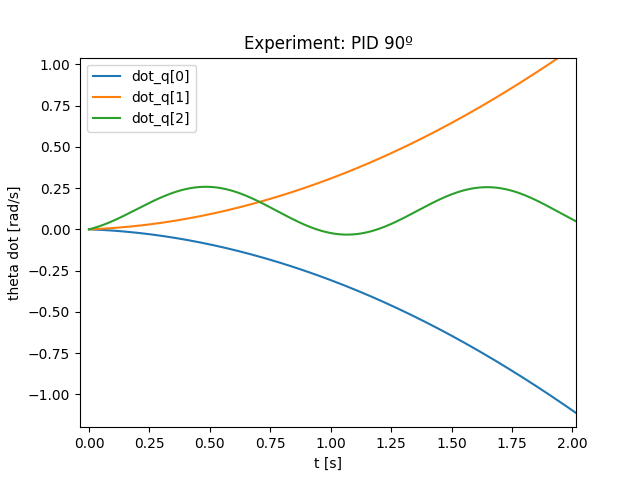 Experiment: PID 90º
dot_q[0]
dot_q[1]
dot_q[2]
theta dot [rad/s]
1.00
0.75
0.50
0.25
0.00
−0.25
−0.50
−0.75
−1.00
0.00 0.25 0.50 0.75 1.00 1.25 1.50 1.75 2.00
t [s]